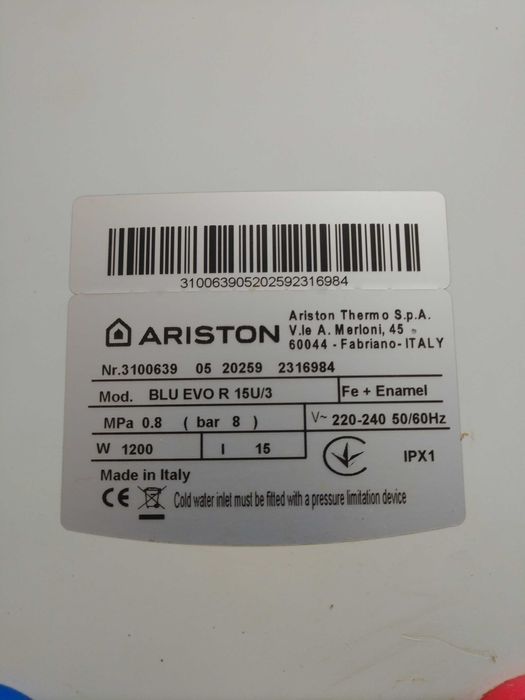 310063905202592316984
ARISTON
Ariston Thermo S.p.A.
V.le A. Merloni, 45
60044 - Fabriano- ITALY
Nr.3100639 05 20259 2316984
Mod. BLU EVO R 15U/3 Fe + Enamel
MPa 0.8 ( bar 8 ) V~ 220-240 50/60Hz
W 1200 l 15 IPX1
Made in Italy
CE Cold water inlet must be fitted with a pressure limitation device